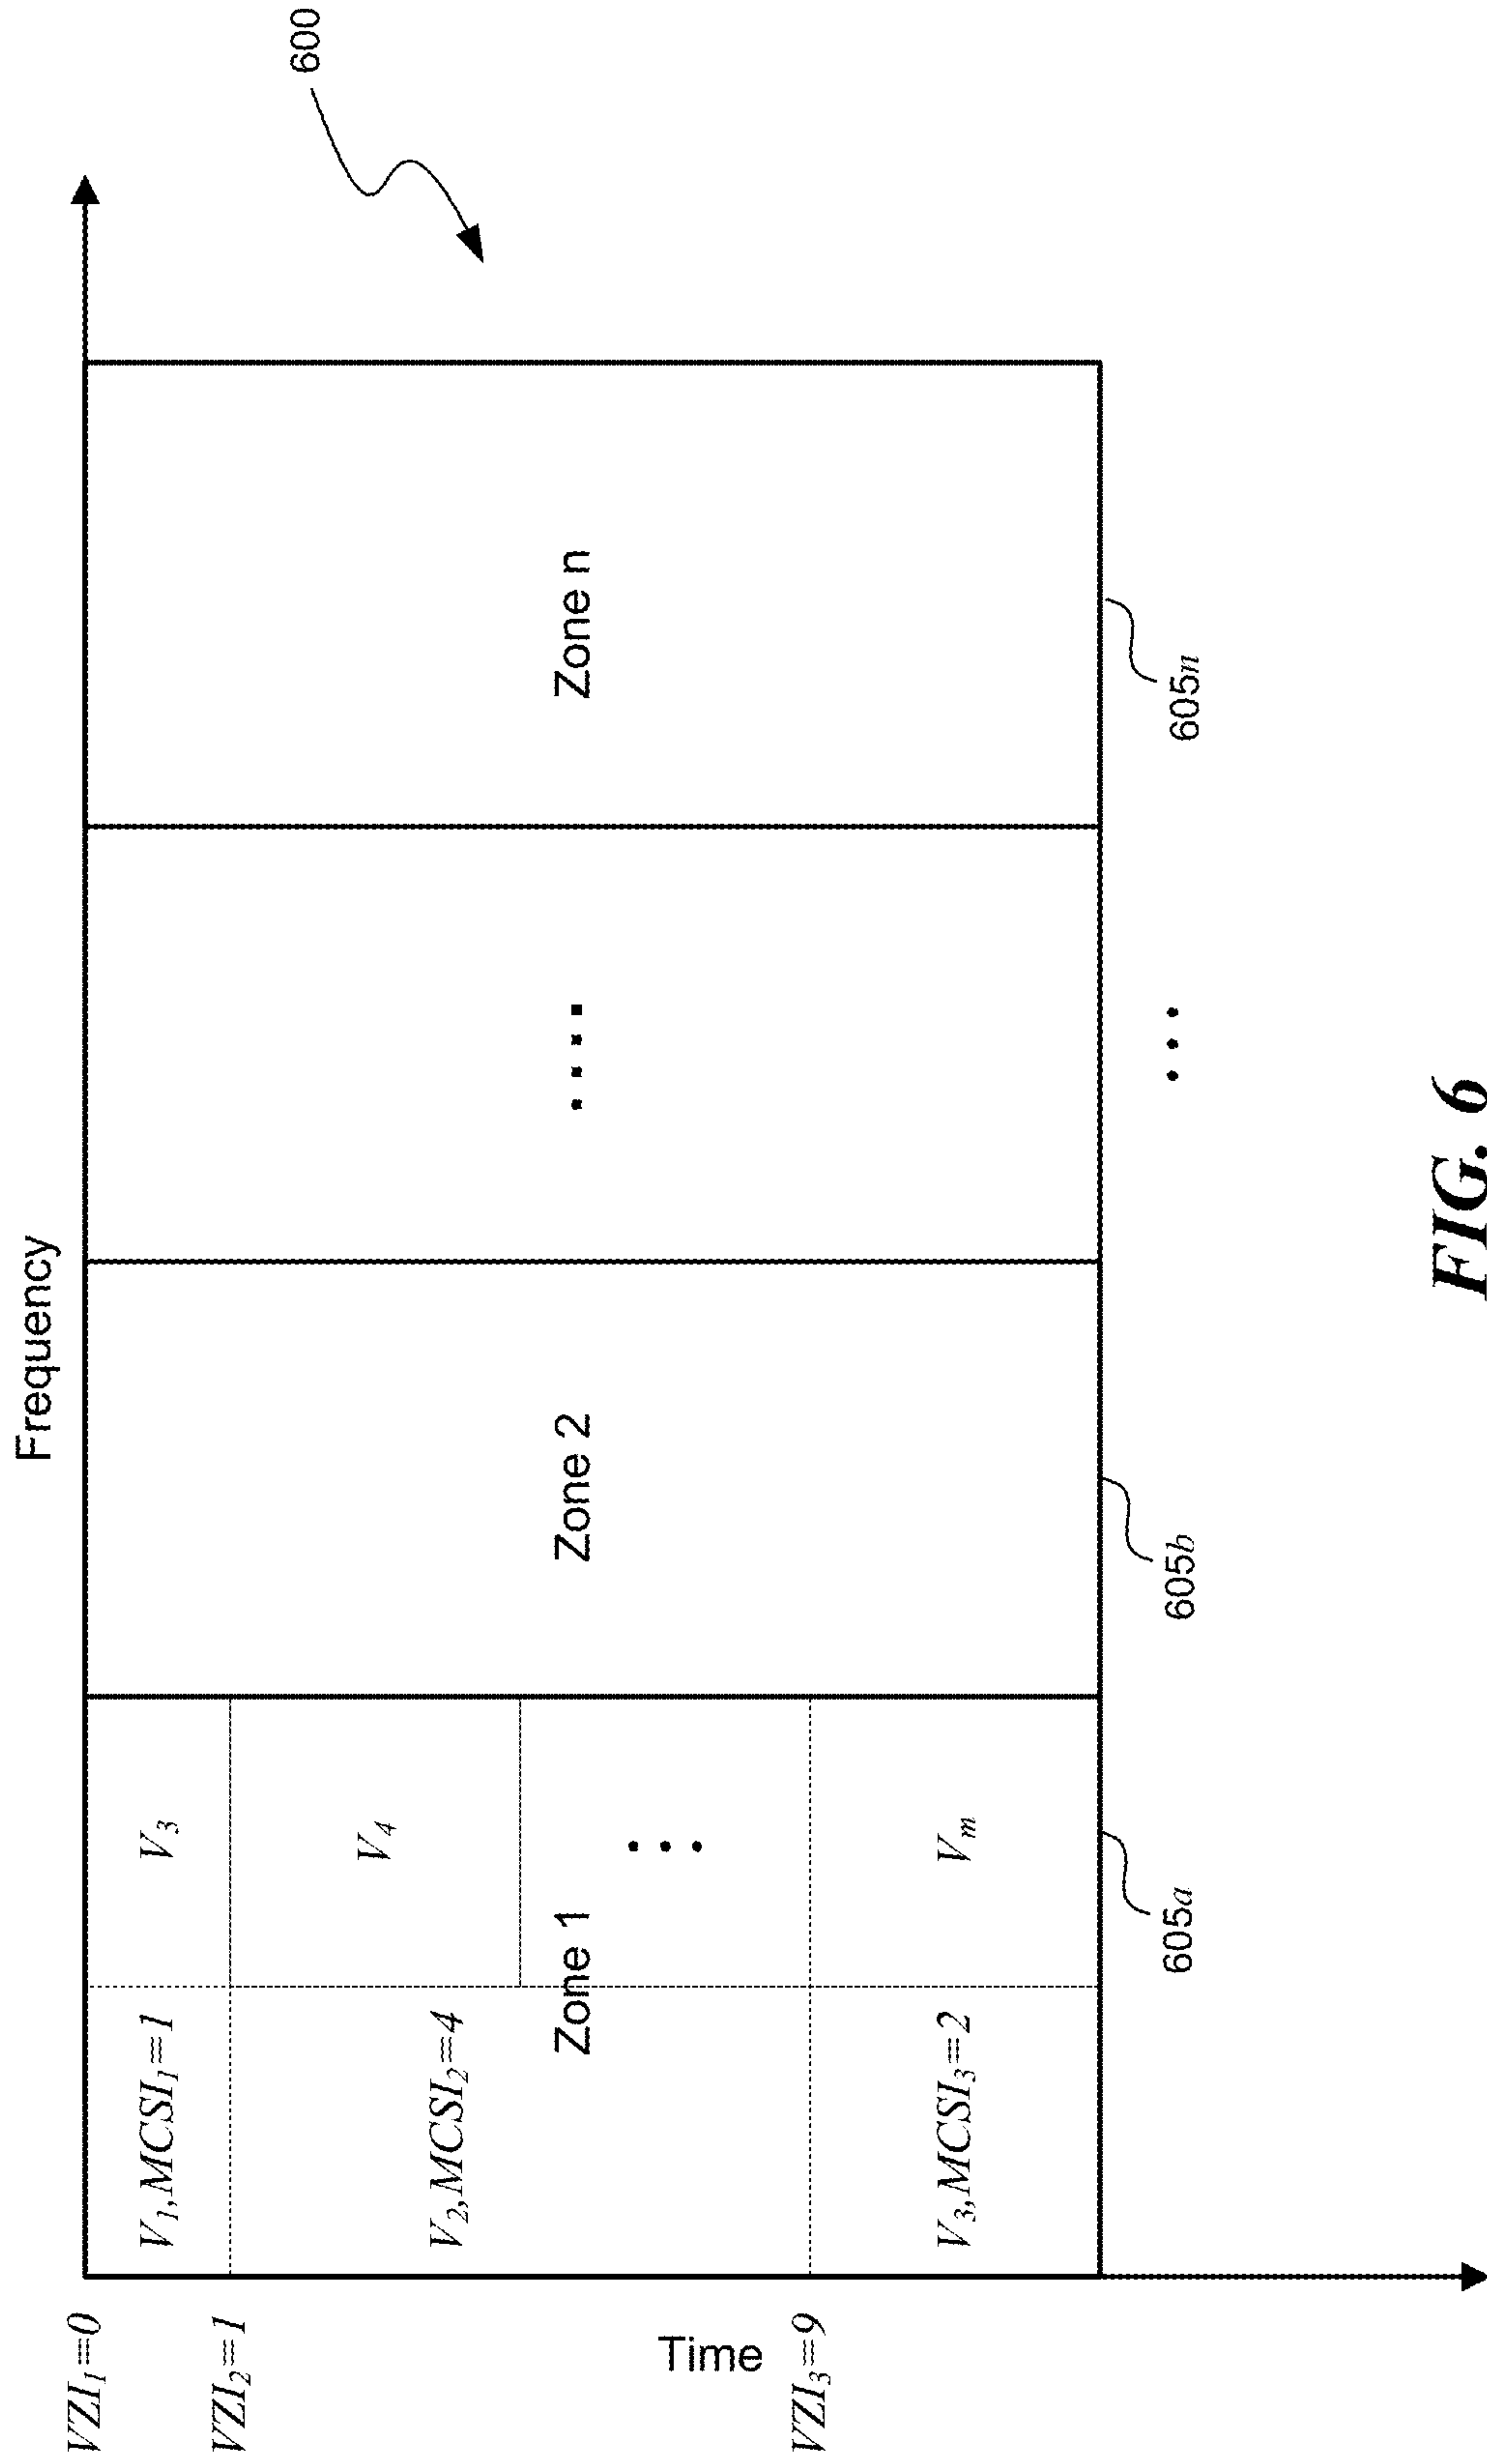 Frequency
600
VZI1=0
V1,MCSI1=1
V3
VZI2=1
V2,MCSI2=4
V4
Zone 1
Zone 2
Zone n
Time
VZI3=9
V3,MCSI3=2
Vm
605a
605b
605n
FIG. 6